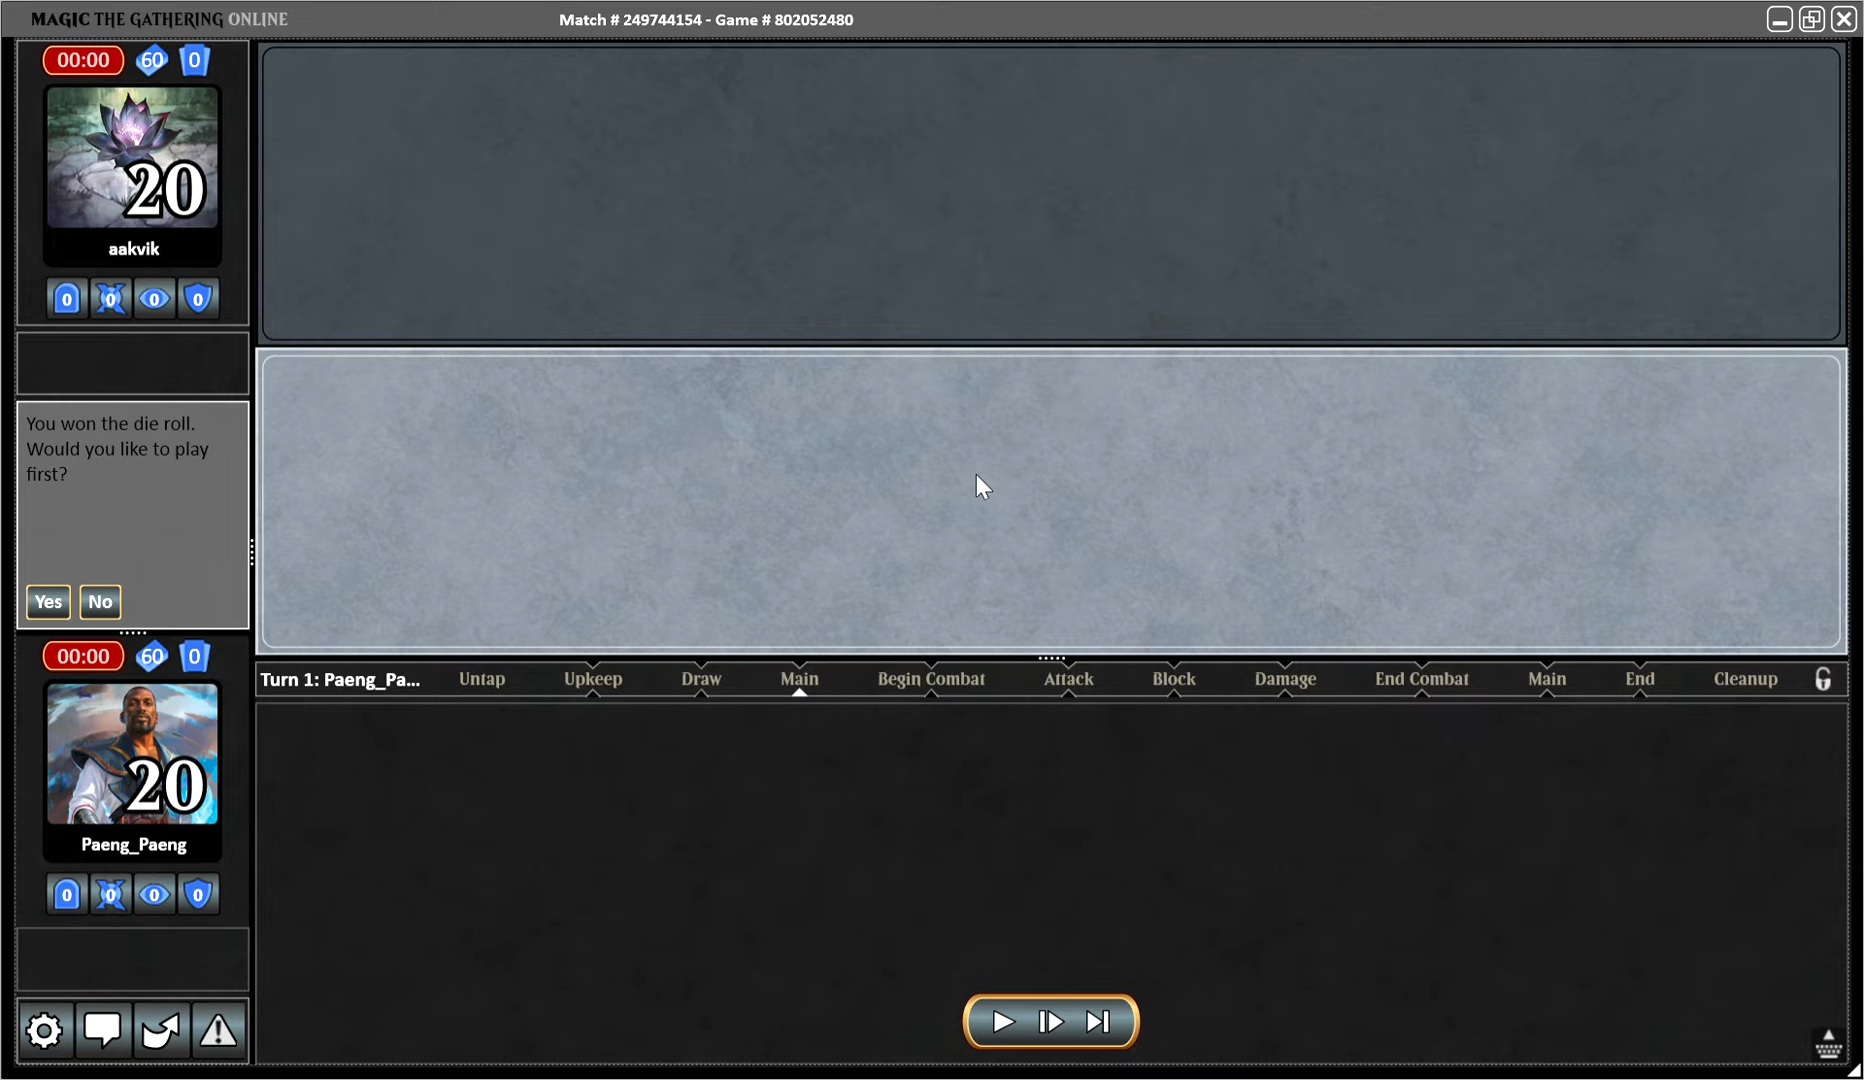 MAGIC THE GATHERING ONLINE
Match # 249744154 - Game # 802052480
00:00 60 0
20
aakvik
0 0 0 0
You won the die roll.
Would you like to play
first?
Yes No
00:00 60 0
Turn 1: Paeng_Pa... Untap Upkeep Draw Main Begin Combat Attack Block Damage End Combat Main End Cleanup
20
Paeng_Paeng
0 0 0 0